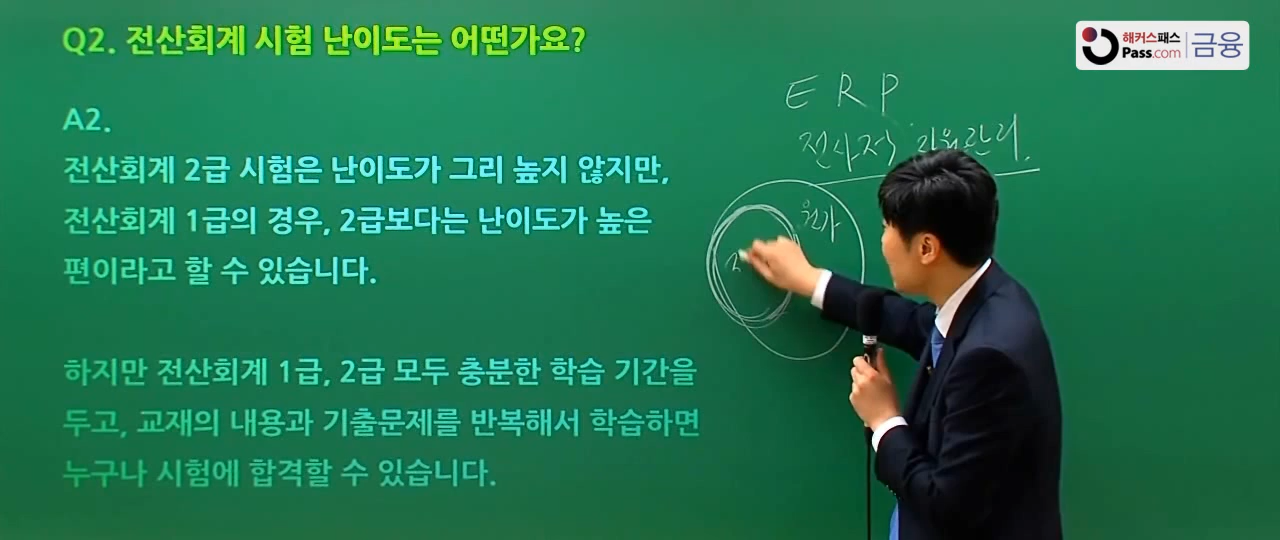 Q2. 전산회계 시험 난이도는 어떤가요?
A2.
전산회계 2급 시험은 난이도가 그리 높지 않지만,
전산회계 1급의 경우, 2급보다는 난이도가 높은
편이라고 할 수 있습니다.
하지만 전산회계 1급, 2급 모두 충분한 학습 기간을
두고, 교재의 내용과 기출문제를 반복해서 학습하면
누구나 시험에 합격할 수 있습니다.
해커스패스
Pass.com
금융
E R P
전사적 자원관리.
원가